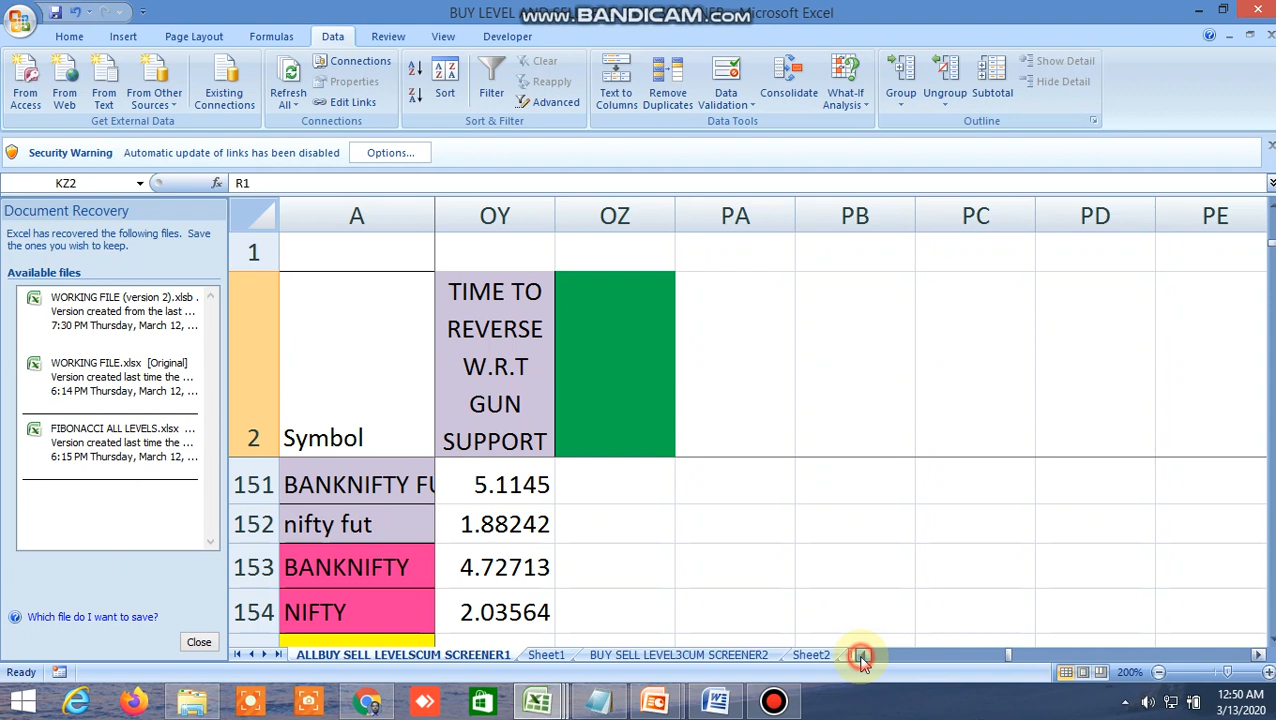 BUY LEVEL AND SELL LEVEL SCREENER - Microsoft Excel
www.BANDICAM.com
Home Insert Page Layout Formulas Data Review View Developer
From Access
From Web
From Text
From Other Sources
Existing Connections
Get External Data
Refresh All
Connections
Properties
Edit Links
Connections
Sort
Filter
Clear
Reapply
Advanced
Sort & Filter
Text to Columns
Remove Duplicates
Data Validation
Consolidate
What-If Analysis
Data Tools
Group
Ungroup
Subtotal
Show Detail
Hide Detail
Outline
Security Warning Automatic update of links has been disabled Options...
KZ2 fx R1
Document Recovery
Excel has recovered the following files. Save
the ones you wish to keep.
Available files
WORKING FILE (version 2).xlsb .
Version created from the last ...
7:30 PM Thursday, March 12, ...
WORKING FILE.xlsx [Original]
Version created last time the ...
6:14 PM Thursday, March 12, ...
FIBONACCI ALL LEVELS.xlsx ...
Version created last time the ...
6:15 PM Thursday, March 12, ...
Which file do I want to save?
Close
A OY OZ PA PB PC PD PE
1
2 Symbol
TIME TO
REVERSE
W.R.T
GUN
SUPPORT
151 BANKNIFTY FU 5.1145
152 nifty fut 1.88242
153 BANKNIFTY 4.72713
154 NIFTY 2.03564
ALLBUY SELL LEVELSCUM SCREENER1 Sheet1 BUY SELL LEVEL3CUM SCREENER2 Sheet2
Ready 200%
12:50 AM
3/13/2020